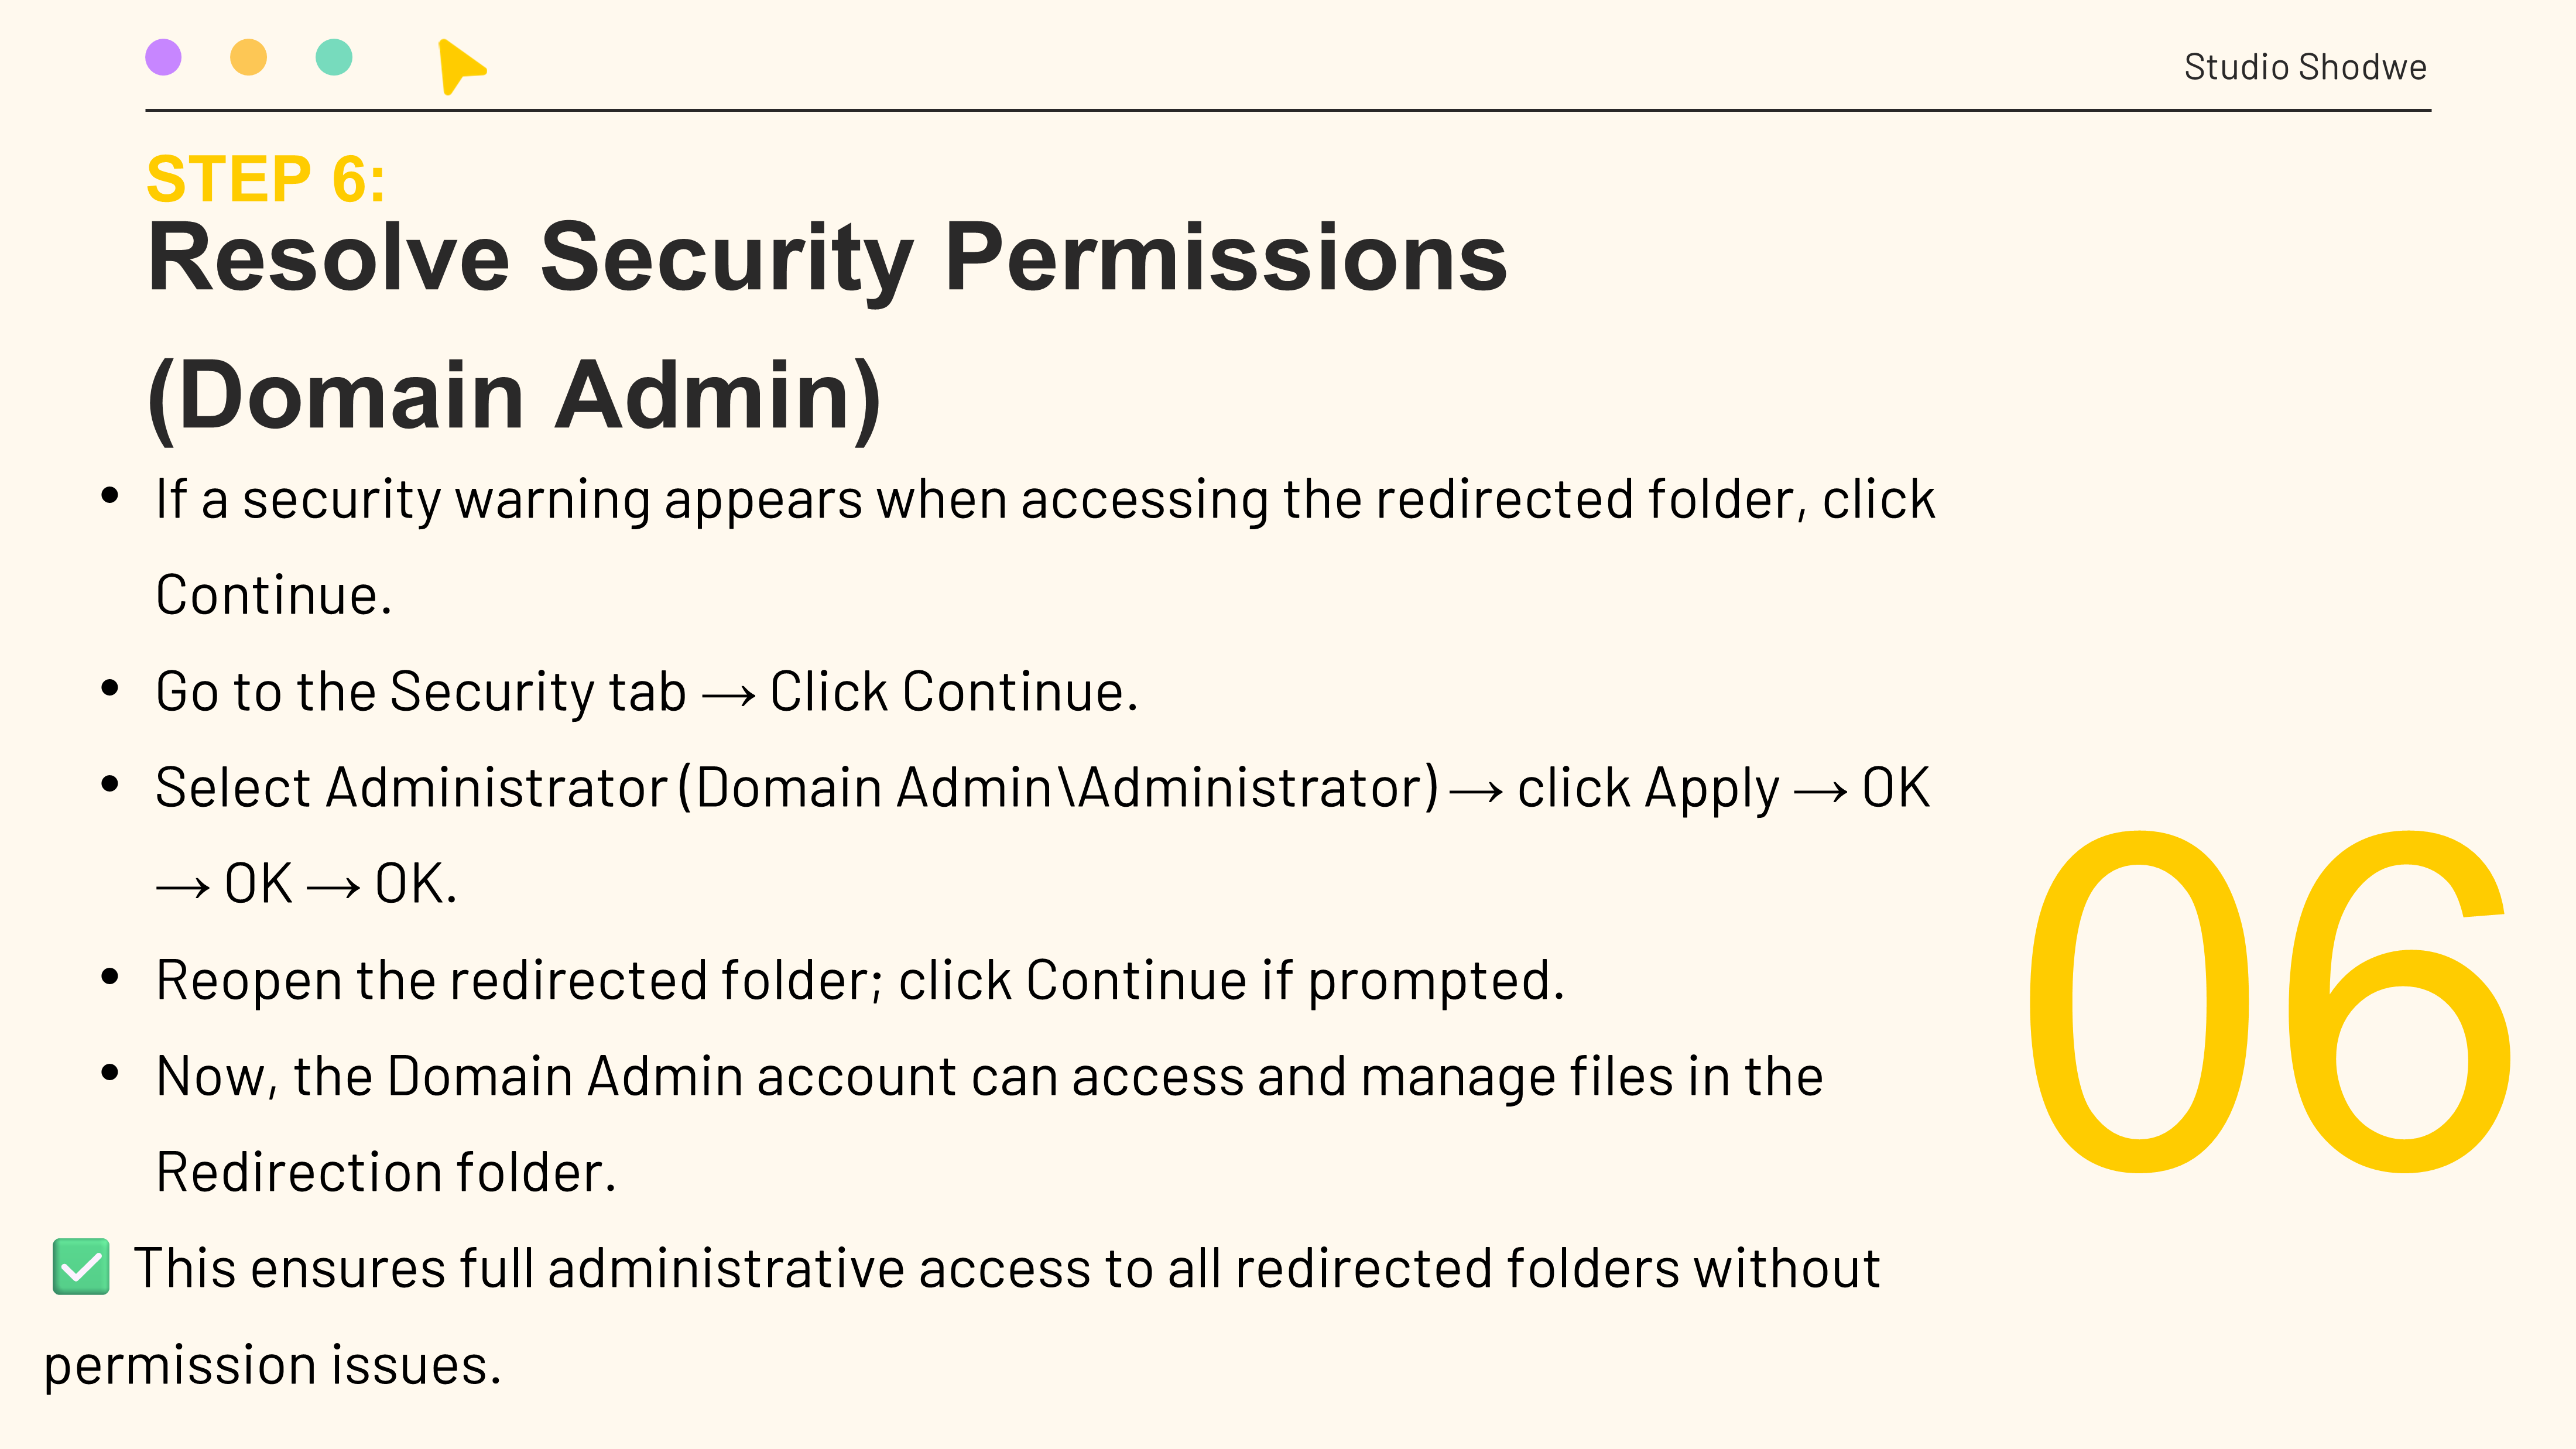 Studio Shodwe
STEP 6:
Resolve Security Permissions
(Domain Admin)
• If a security warning appears when accessing the redirected folder, click
Continue.
• Go to the Security tab → Click Continue.
• Select Administrator (Domain Admin\Administrator) → click Apply → OK
→ OK → OK.
• Reopen the redirected folder; click Continue if prompted.
• Now, the Domain Admin account can access and manage files in the
Redirection folder.
✅ This ensures full administrative access to all redirected folders without
permission issues.
06